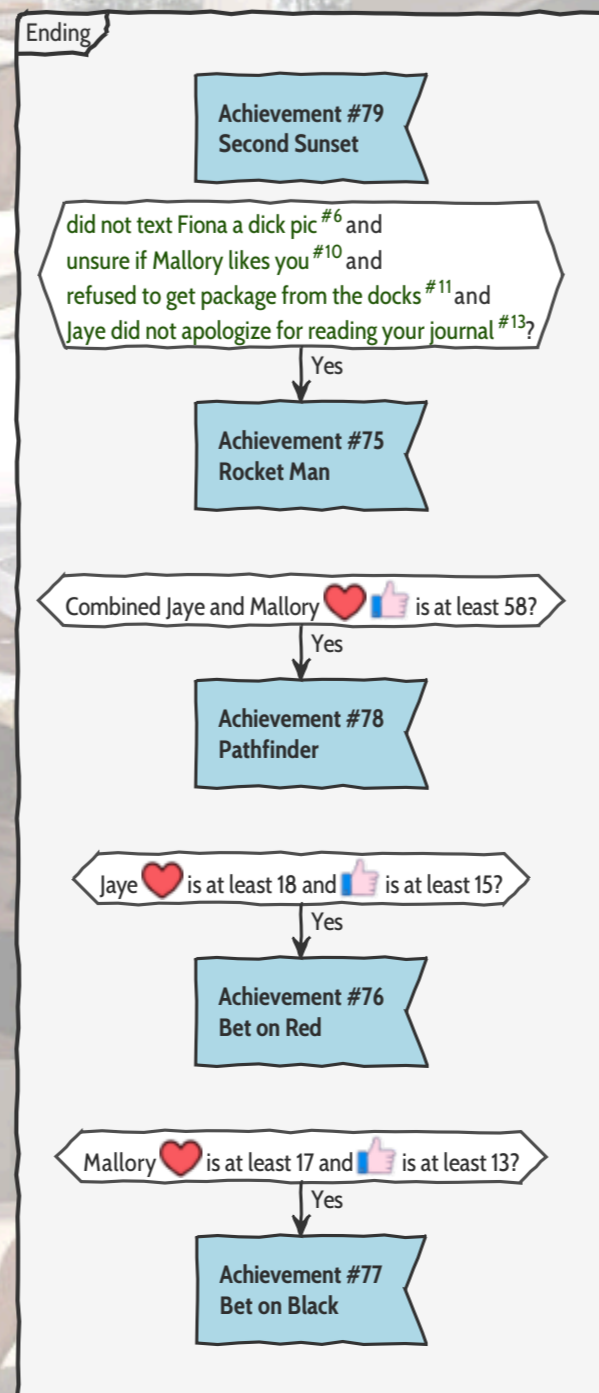 Ending
Achievement #79
Second Sunset
did not text Fiona a dick pic #6 and
unsure if Mallory likes you #10 and
refused to get package from the docks #11 and
Jaye did not apologize for reading your journal #13?
Yes
Achievement #75
Rocket Man
Combined Jaye and Mallory ❤️ 👍 is at least 58?
Yes
Achievement #78
Pathfinder
Jaye ❤️ is at least 18 and 👍 is at least 15?
Yes
Achievement #76
Bet on Red
Mallory ❤️ is at least 17 and 👍 is at least 13?
Yes
Achievement #77
Bet on Black